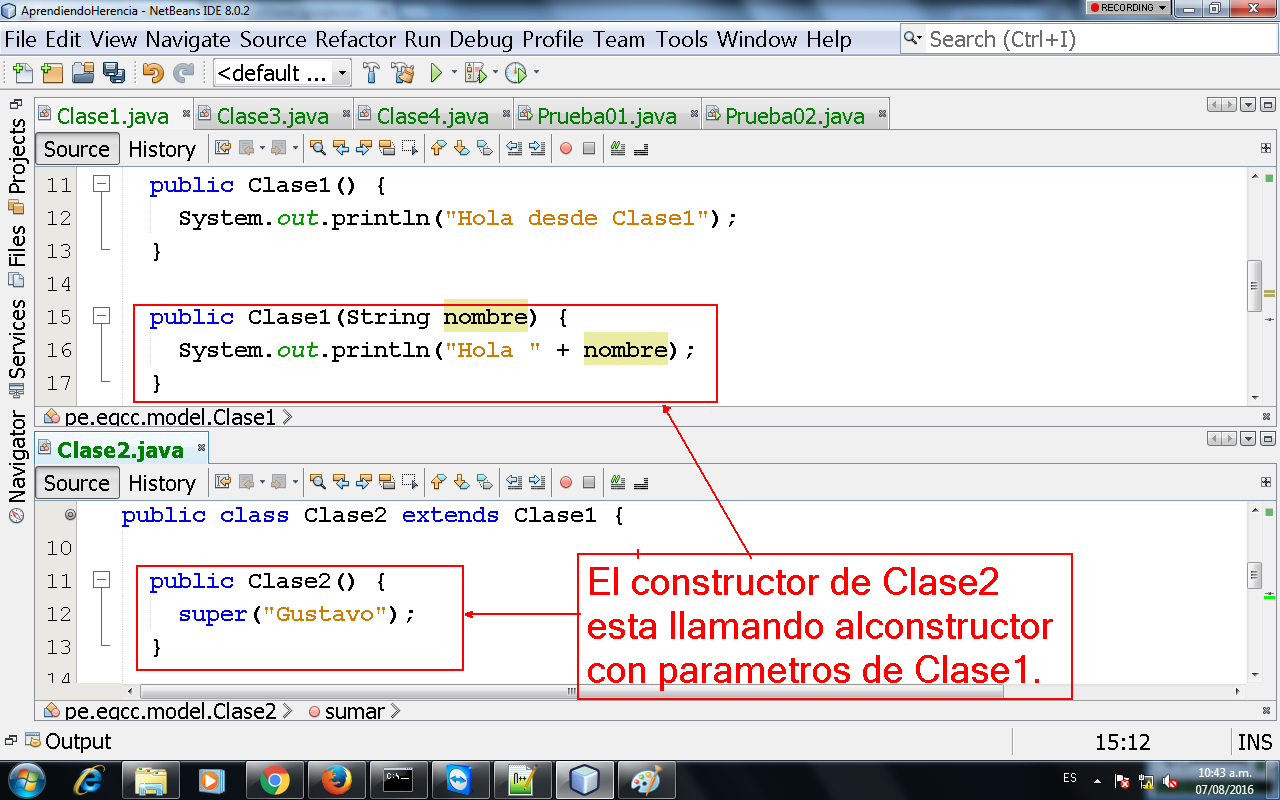 AprendiendoHerencia - NetBeans IDE 8.0.2
RECORDING
File Edit View Navigate Source Refactor Run Debug Profile Team Tools Window Help
Search (Ctrl+I)
<default ...
Projects
Files
Services
Navigator
Clase1.java
Clase3.java
Clase4.java
Prueba01.java
Prueba02.java
Source History
11 public Clase1() {
12 System.out.println("Hola desde Clase1");
13 }
14
15 public Clase1(String nombre) {
16 System.out.println("Hola " + nombre);
17 }
pe.egcc.model.Clase1
Clase2.java
Source History
public class Clase2 extends Clase1 {
10
11 public Clase2() {
12 super("Gustavo");
13 }
14
El constructor de Clase2
esta llamando alconstructor
con parametros de Clase1.
pe.egcc.model.Clase2 sumar
Output
15:12 INS
ES
10:43 a.m.
07/08/2016